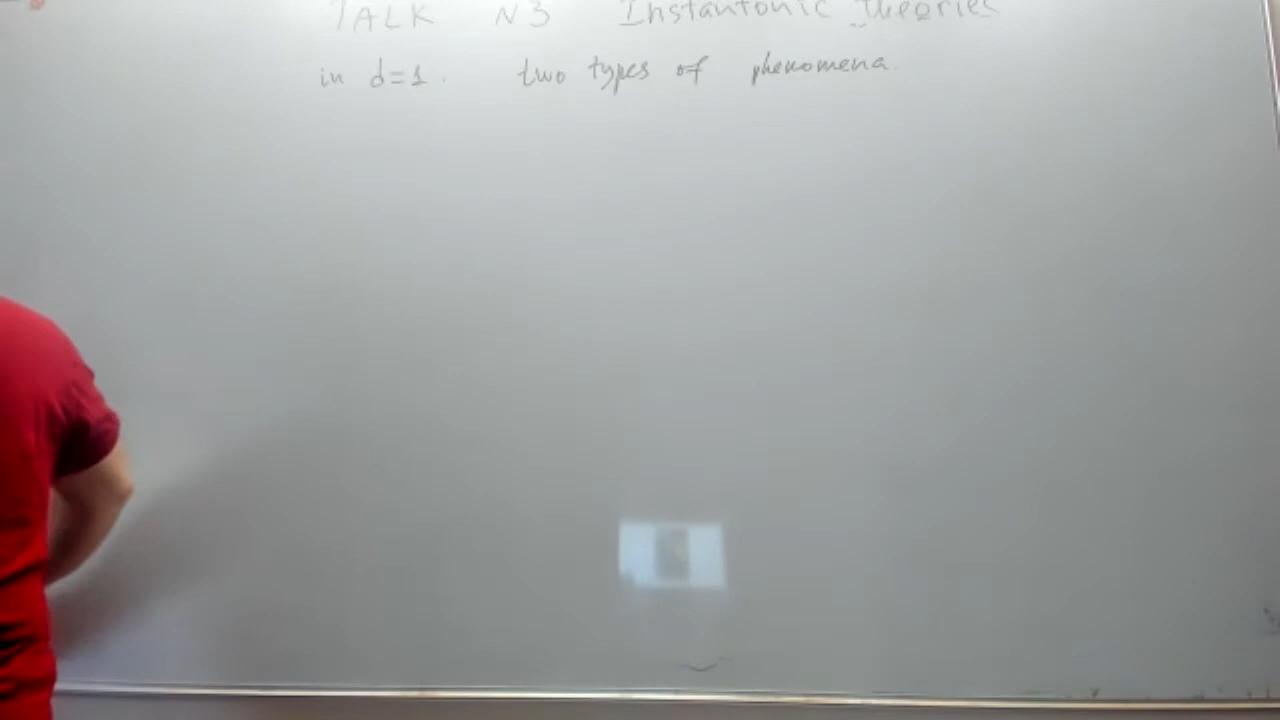 TALK N3 Instantonic theories
in d=1. two types of phenomena.